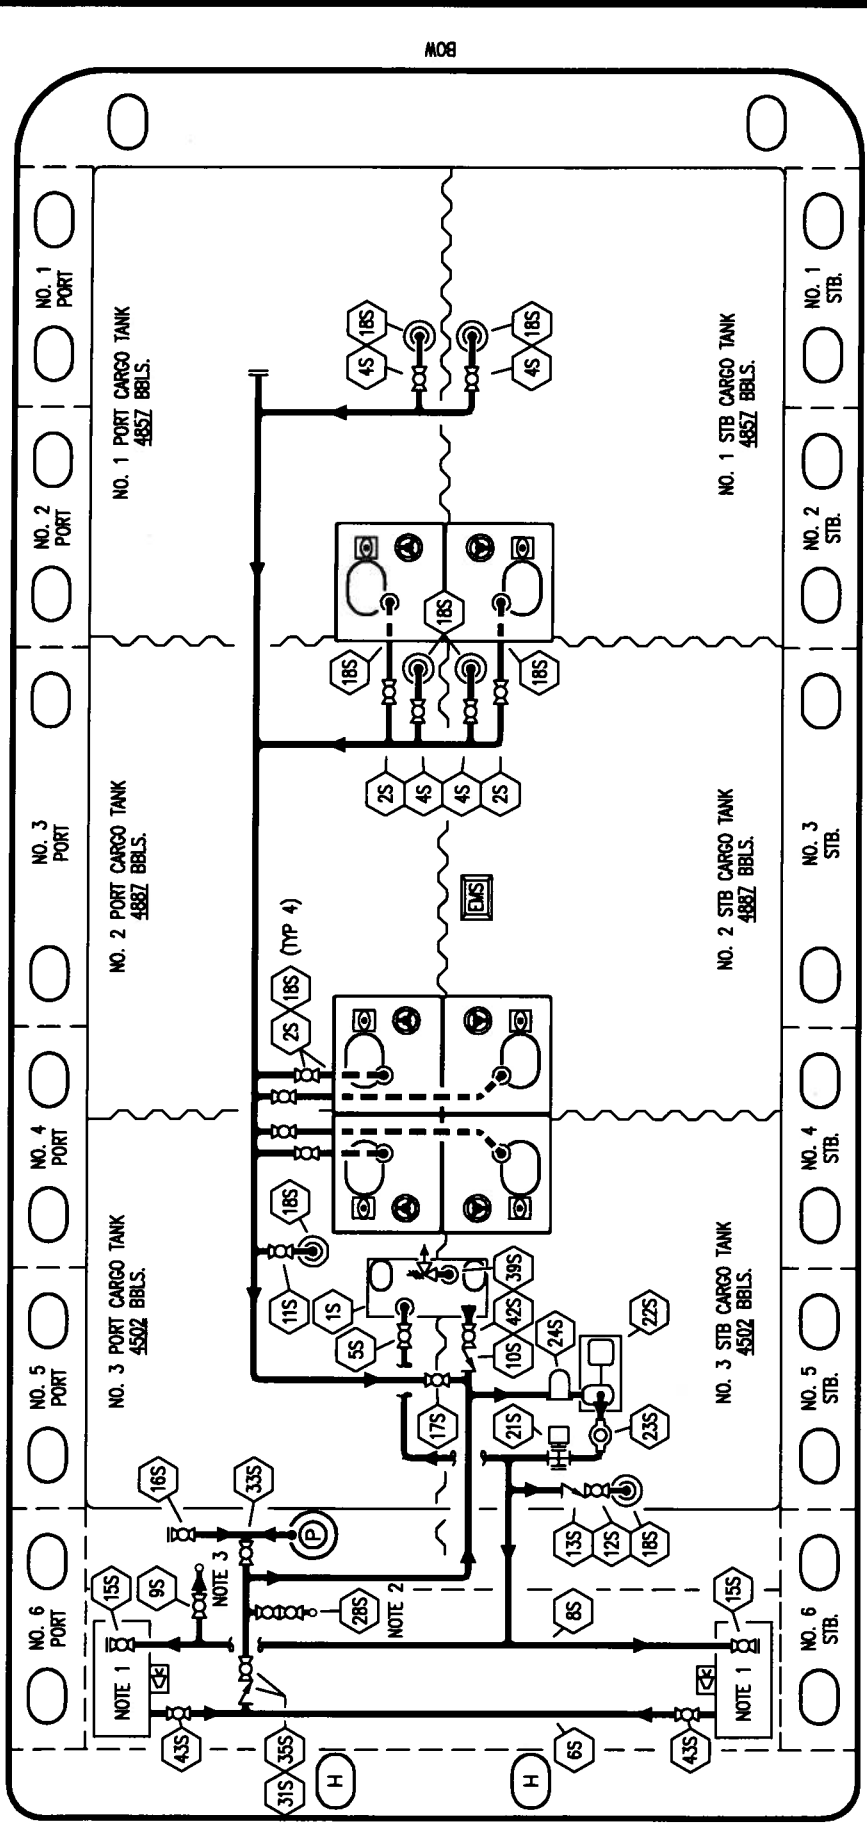 BOW
NO. 1
PORT
NO. 1 PORT CARGO TANK
4857 BBLS.
18S
4S
18S
4S
NO. 1 STB CARGO TANK
4857 BBLS.
NO. 1
STB.
NO. 2
PORT
NO. 2
STB.
18S
18S
18S
2S
4S
4S
2S
NO. 3
PORT
NO. 2 PORT CARGO TANK
4887 BBLS.
EMS
NO. 2 STB CARGO TANK
4887 BBLS.
NO. 3
STB.
2S
18S
(TYP 4)
NO. 4
PORT
NO. 4
STB.
NO. 3 PORT CARGO TANK
4502 BBLS.
18S
11S
1S
5S
39S
42S
10S
24S
22S
NO. 3 STB CARGO TANK
4502 BBLS.
NO. 5
PORT
NO. 5
STB.
17S
21S
23S
16S
33S
P
13S
12S
18S
NO. 6
PORT
15S
9S
NOTE 3
28S
NOTE 2
8S
15S
NO. 6
STB.
NOTE 1
NOTE 1
43S
35S
31S
6S
43S
H
H